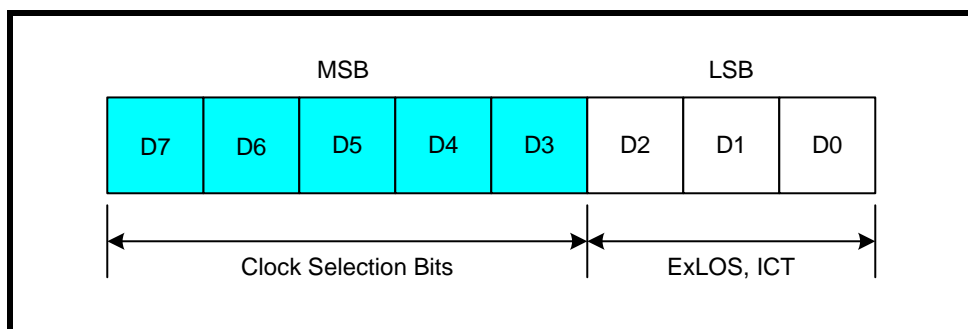 MSB LSB
D7 D6 D5 D4 D3 D2 D1 D0
Clock Selection Bits ExLOS, ICT